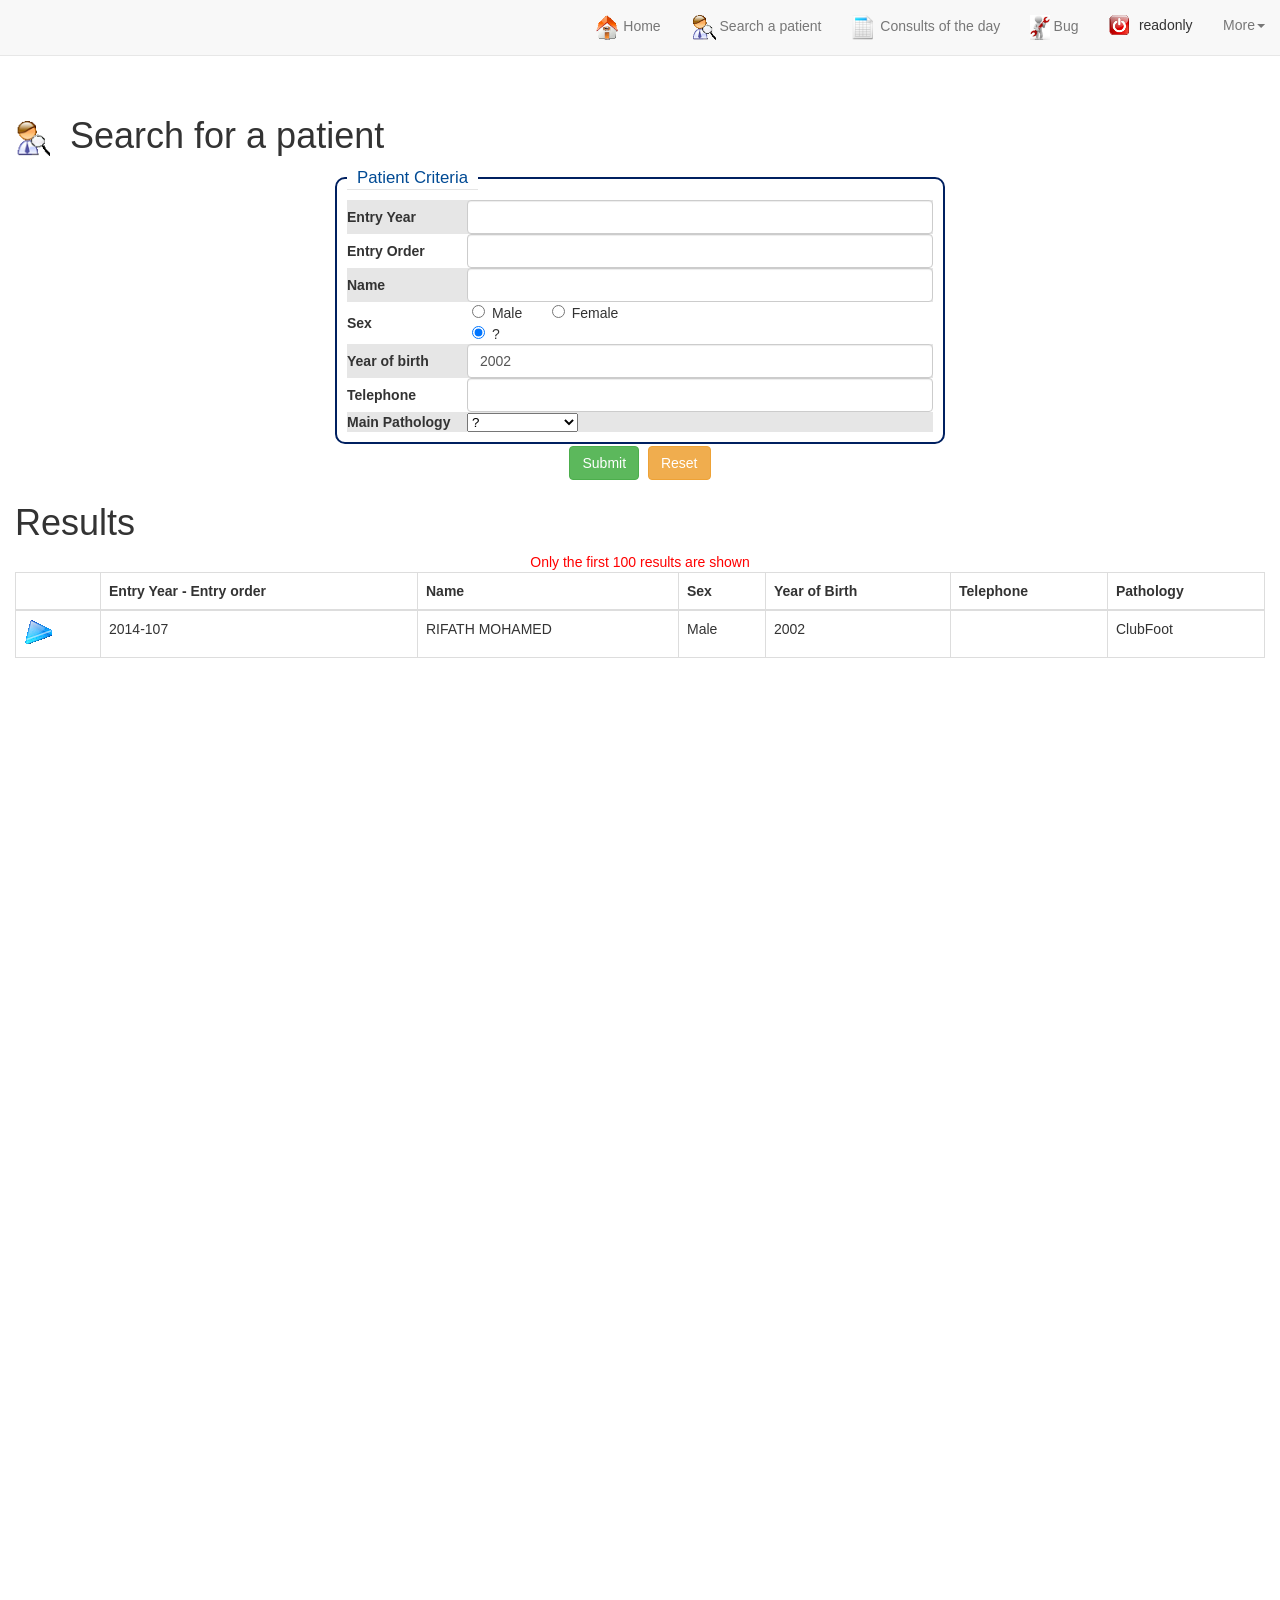 Home Search a patient Consults of the day Bug readonly More
Search for a patient
Patient Criteria
Entry Year
Entry Order
Name
Sex Male Female
?
Year of birth 2002
Telephone
Main Pathology ?
Submit Reset
Results
Only the first 100 results are shown
Entry Year - Entry order Name Sex Year of Birth Telephone Pathology
2014-107 RIFATH MOHAMED Male 2002 ClubFoot